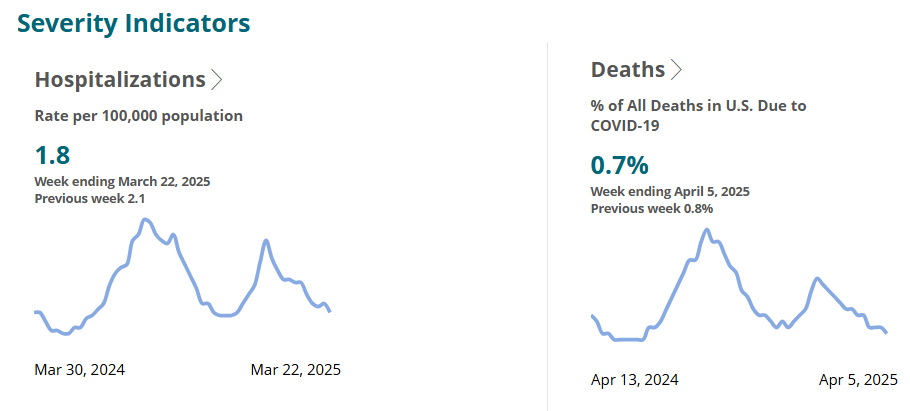 Severity Indicators
Hospitalizations
Rate per 100,000 population
1.8
Week ending March 22, 2025
Previous week 2.1
Mar 30, 2024
Mar 22, 2025
Deaths
% of All Deaths in U.S. Due to
COVID-19
0.7%
Week ending April 5, 2025
Previous week 0.8%
Apr 13, 2024
Apr 5, 2025